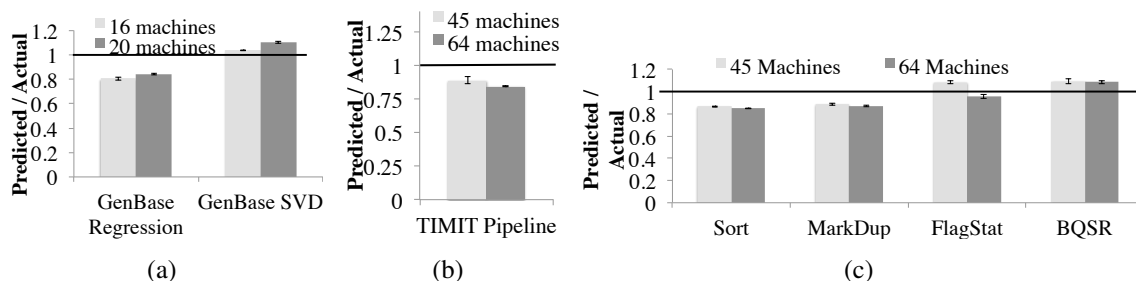 Predicted / Actual
1.2
1
0.8
0.6
0.4
0.2
0
16 machines
20 machines
GenBase
Regression
GenBase SVD
(a)
Predicted / Actual
1.25
1
0.75
0.5
0.25
0
45 machines
64 machines
TIMIT Pipeline
(b)
Predicted /
Actual
1.2
1
0.8
0.6
0.4
0.2
0
45 Machines
64 Machines
Sort
MarkDup
FlagStat
BQSR
(c)